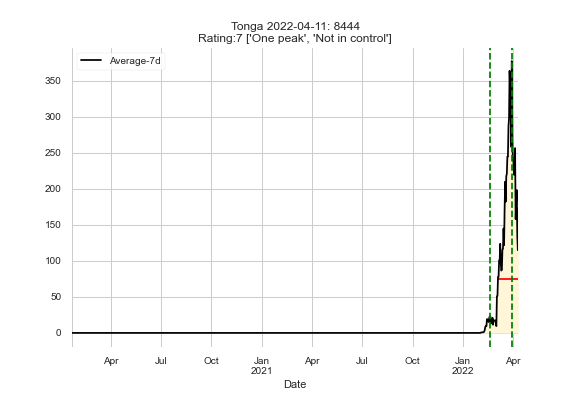 Tonga 2022-04-11: 8444
Rating:7 ['One peak', 'Not in control']
Average-7d
350
300
250
200
150
100
50
0
Apr Jul Oct Jan Apr Jul Oct Jan Apr
2021 2022
Date